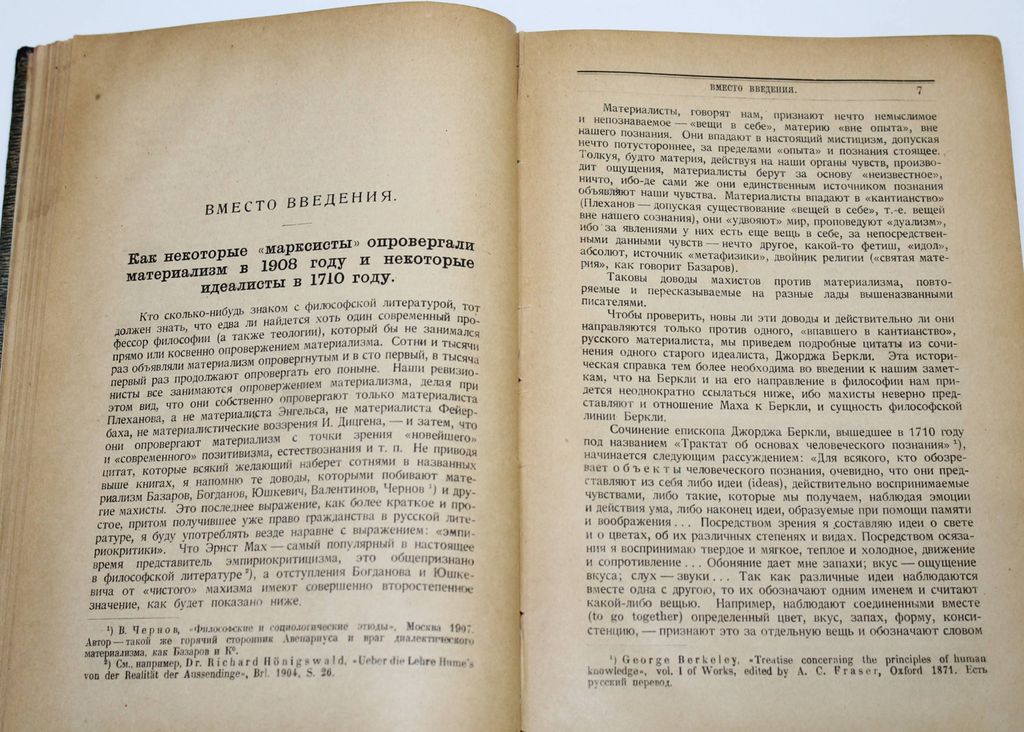 ВМЕСТО ВВЕДЕНИЯ.
Как некоторые «марксисты» опровергали
материализм в 1908 году и некоторые
идеалисты в 1710 году.
Кто сколько-нибудь знаком с философской литературой, тот
должен знать, что едва ли найдется хоть один современный про-
фессор философии (а также теологии), который бы не занимался
прямо или косвенно опровержением материализма. Сотни и тысячи
раз объявляли материализм опровергнутым и в сто первый, в тысяча
первый раз продолжают опровергать его поныне. Наши ревизио-
нисты все занимаются опровержением материализма, делая при
этом вид, что они собственно опровергают только материалиста
Плеханова, а не материалиста Энгельса, не материалиста Фейер-
баха, не материалистические воззрения И. Дицгена, — и затем, что
они опровергают материализм с точки зрения «новейшего»
и «современного» позитивизма, естествознания и т. п. Не приводя
цитат, которые всякий желающий наберет сотнями в названных
выше книгах, я напомню те доводы, которыми побивают мате-
риализм Базаров, Богданов, Юшкевич, Валентинов, Чернов ¹) и дру-
гие махисты. Это последнее выражение, как более краткое и про-
стое, притом получившее уже право гражданства в русской лите-
ратуре, я буду употреблять везде наравне с выражением: «эмпи-
риокритики». Что Эрнст Мах — самый популярный в настоящее
время представитель эмпириокритицизма, это общепризнано
в философской литературе ²), а отступления Богданова и Юшке-
вича от «чистого» махизма имеют совершенно второстепенное
значение, как будет показано ниже.
¹) В. Чернов, «Философские и социологические этюды», Москва 1907.
Автор — такой же горячий сторонник Авенариуса и враг диалектического
материализма, как Базаров и К⁰.
²) См., например, Dr. Richard Hönigswald, «Ueber die Lehre Hume's
von der Realität der Aussendinge», Brl. 1904, S. 26.
ВМЕСТО ВВЕДЕНИЯ. 7
Материалисты, говорят нам, признают нечто немыслимое
и непознаваемое — «вещи в себе», материю «вне опыта», вне
нашего познания. Они впадают в настоящий мистицизм, допуская
нечто потустороннее, за пределами «опыта» и познания стоящее.
Толкуя, будто материя, действуя на наши органы чувств, произво-
дит ощущения, материалисты берут за основу «неизвестное»,
ничто, ибо-де сами же они единственным источником познания
объявляют наши чувства. Материалисты впадают в «кантианство»
(Плеханов — допуская существование «вещей в себе», т.-е. вещей
вне нашего сознания), они «удвояют» мир, проповедуют «дуализм»,
ибо за явлениями у них есть еще вещь в себе, за непосредствен-
ными данными чувств — нечто другое, какой-то фетиш, «идол»,
абсолют, источник «метафизики», двойник религии («святая мате-
рия», как говорит Базаров).
Таковы доводы махистов против материализма, повто-
ряемые и пересказываемые на разные лады вышеназванными
писателями.
Чтобы проверить, новы ли эти доводы и действительно ли они
направляются только против одного, «впавшего в кантианство»,
русского материалиста, мы приведем подробные цитаты из сочи-
нения одного старого идеалиста, Джорджа Беркли. Эта истори-
ческая справка тем более необходима во введении к нашим замет-
кам, что на Беркли и на его направление в философии нам при-
дется неоднократно ссылаться ниже, ибо махисты неверно пред-
ставляют и отношение Маха к Беркли, и сущность философской
линии Беркли.
Сочинение епископа Джорджа Беркли, вышедшее в 1710 году
под названием «Трактат об основах человеческого познания» ¹),
начинается следующим рассуждением: «Для всякого, кто обозре-
вает объекты человеческого познания, очевидно, что они пред-
ставляют из себя либо идеи (ideas), действительно воспринимаемые
чувствами, либо такие, которые мы получаем, наблюдая эмоции
и действия ума, либо наконец идеи, образуемые при помощи памяти
и воображения... Посредством зрения я составляю идеи о свете
и о цветах, об их различных степенях и видах. Посредством осяза-
ния я воспринимаю твердое и мягкое, теплое и холодное, движение
и сопротивление... Обоняние дает мне запахи; вкус — ощущение
вкуса; слух — звуки... Так как различные идеи наблюдаются
вместе одна с другою, то их обозначают одним именем и считают
какой-либо вещью. Например, наблюдают соединенными вместе
(to go together) определенный цвет, вкус, запах, форму, конси-
стенцию, — признают это за отдельную вещь и обозначают словом
¹) George Berkeley, «Treatise concerning the principles of human
knowledge», vol. I of Works, edited by A. C. Fraser, Oxford 1871. Есть
русский перевод.